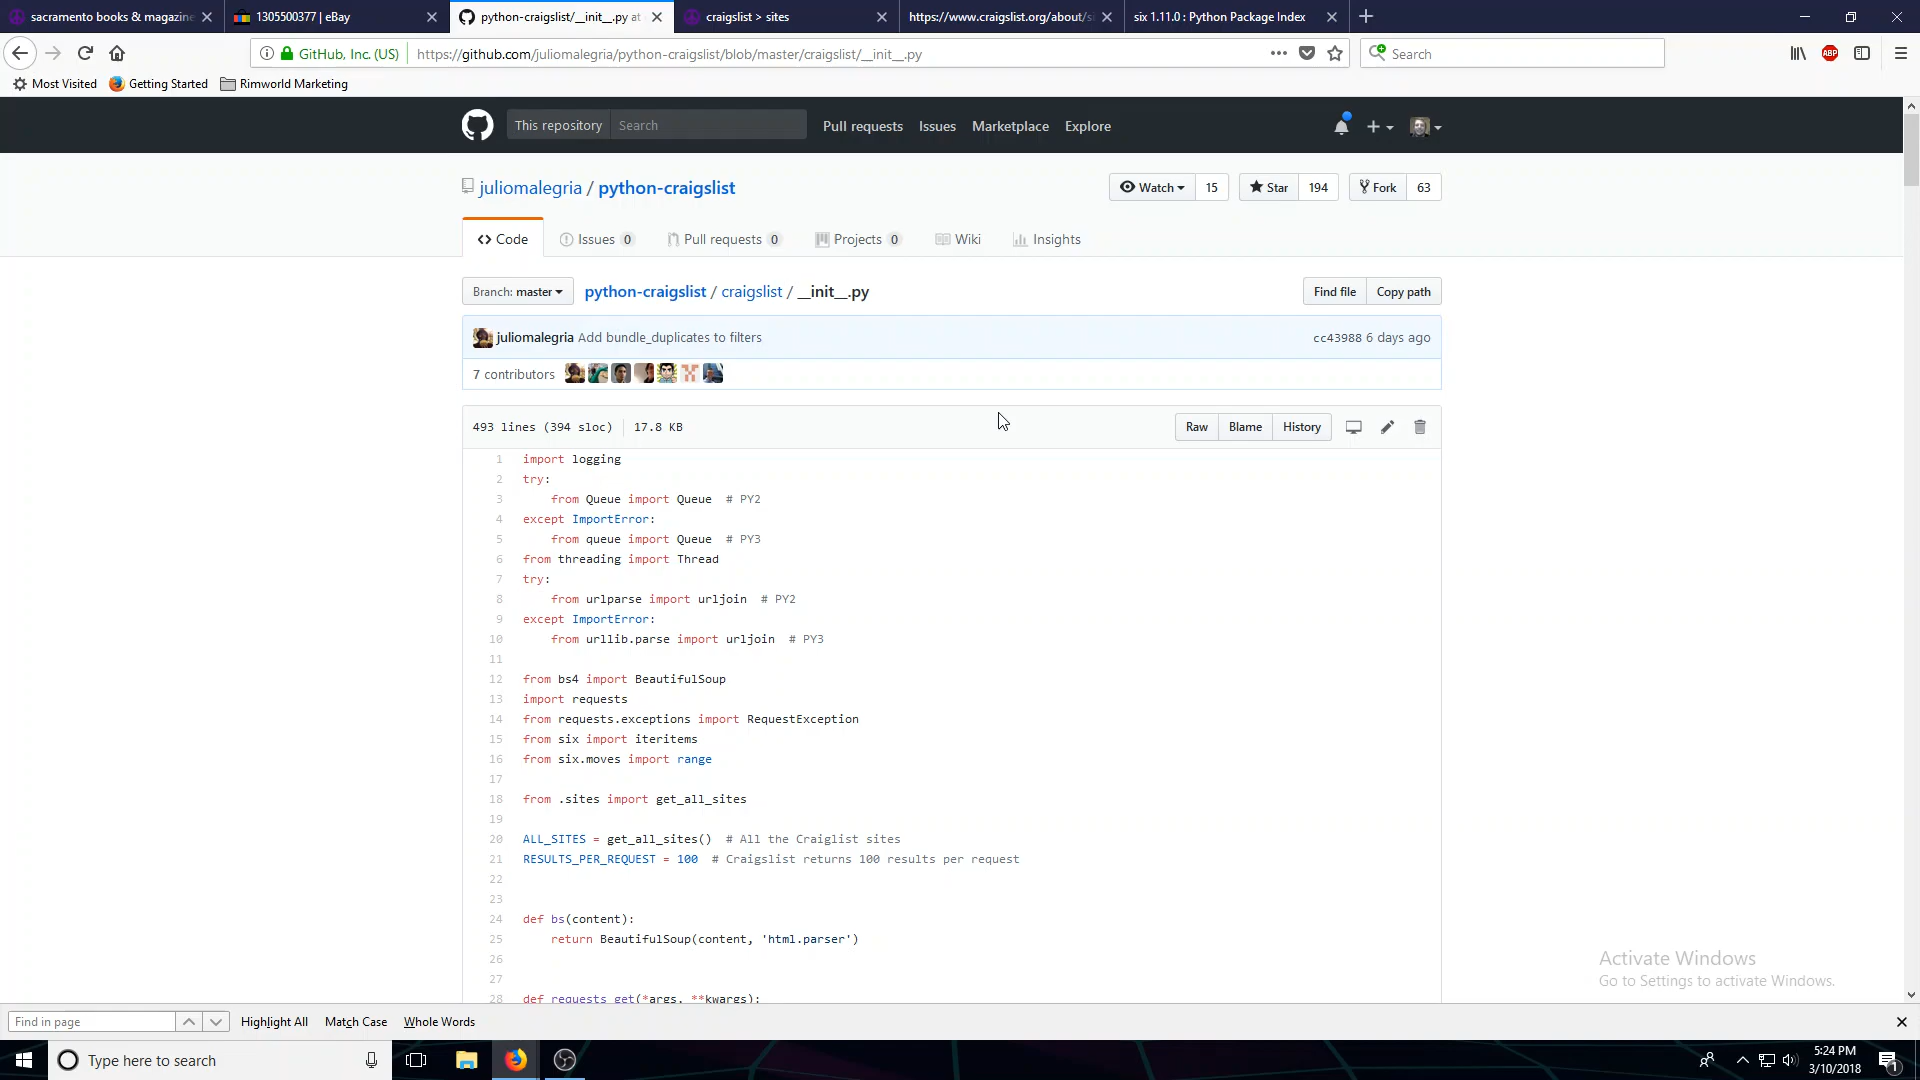 sacramento books & magazine
1305500377 | eBay
python-craigslist/__init__.py at
craigslist > sites
https://www.craigslist.org/about/si
six 1.11.0 : Python Package Index
GitHub, Inc. (US)
https://github.com/juliomalegria/python-craigslist/blob/master/craigslist/__init__.py
Search
ABP
Most Visited
Getting Started
Rimworld Marketing
This repository
Search
Pull requests
Issues
Marketplace
Explore
juliomalegria / python-craigslist
Watch
15
Star
194
Fork
63
Code
Issues 0
Pull requests 0
Projects 0
Wiki
Insights
Branch: master
python-craigslist / craigslist / __init__.py
Find file
Copy path
juliomalegria Add bundle_duplicates to filters
cc43988 6 days ago
7 contributors
493 lines (394 sloc)
17.8 KB
Raw
Blame
History
1 import logging
2 try:
3 from Queue import Queue # PY2
4 except ImportError:
5 from queue import Queue # PY3
6 from threading import Thread
7 try:
8 from urlparse import urljoin # PY2
9 except ImportError:
10 from urllib.parse import urljoin # PY3
11
12 from bs4 import BeautifulSoup
13 import requests
14 from requests.exceptions import RequestException
15 from six import iteritems
16 from six.moves import range
17
18 from .sites import get_all_sites
19
20 ALL_SITES = get_all_sites() # All the Craiglist sites
21 RESULTS_PER_REQUEST = 100 # Craigslist returns 100 results per request
22
23
24 def bs(content):
25 return BeautifulSoup(content, 'html.parser')
26
27
28 def requests_get(*args, **kwargs):
Activate Windows
Go to Settings to activate Windows.
Find in page
Highlight All
Match Case
Whole Words
Type here to search
5:24 PM
3/10/2018
1